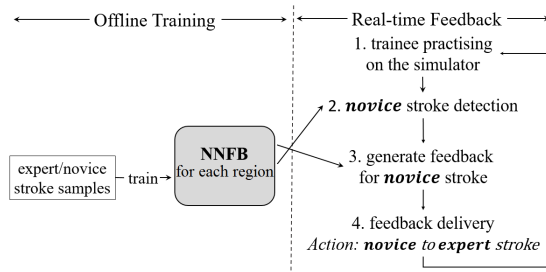 Offline Training
Real-time Feedback
1. trainee practising
on the simulator
2. novice stroke detection
NNFB
for each region
expert/novice
stroke samples
train
3. generate feedback
for novice stroke
4. feedback delivery
Action: novice to expert stroke